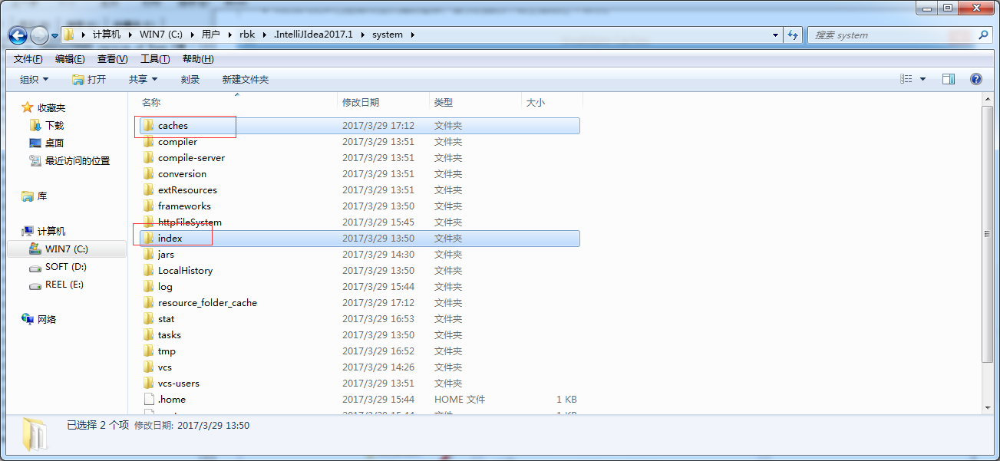 计算机 WIN7 (C:) 用户 rbk .IntelliJIdea2017.1 system
搜索 system
文件(F) 编辑(E) 查看(V) 工具(T) 帮助(H)
组织 打开 共享 刻录 新建文件夹
收藏夹
下载
桌面
最近访问的位置
库
计算机
WIN7 (C:)
SOFT (D:)
REEL (E:)
网络
名称 修改日期 类型 大小
caches 2017/3/29 17:12 文件夹
compiler 2017/3/29 13:51 文件夹
compile-server 2017/3/29 13:51 文件夹
conversion 2017/3/29 13:51 文件夹
extResources 2017/3/29 13:51 文件夹
frameworks 2017/3/29 13:50 文件夹
httpFileSystem 2017/3/29 15:45 文件夹
index 2017/3/29 13:50 文件夹
jars 2017/3/29 14:30 文件夹
LocalHistory 2017/3/29 13:50 文件夹
log 2017/3/29 15:44 文件夹
resource_folder_cache 2017/3/29 17:12 文件夹
stat 2017/3/29 16:53 文件夹
tasks 2017/3/29 13:50 文件夹
tmp 2017/3/29 16:52 文件夹
vcs 2017/3/29 14:26 文件夹
vcs-users 2017/3/29 13:51 文件夹
.home 2017/3/29 15:44 HOME 文件 1 KB
已选择 2 个项 修改日期: 2017/3/29 13:50